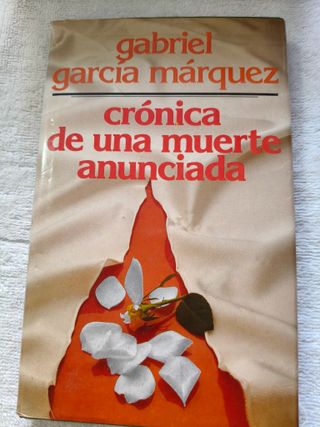 gabriel
garcía márquez
crónica
de una muerte
anunciada